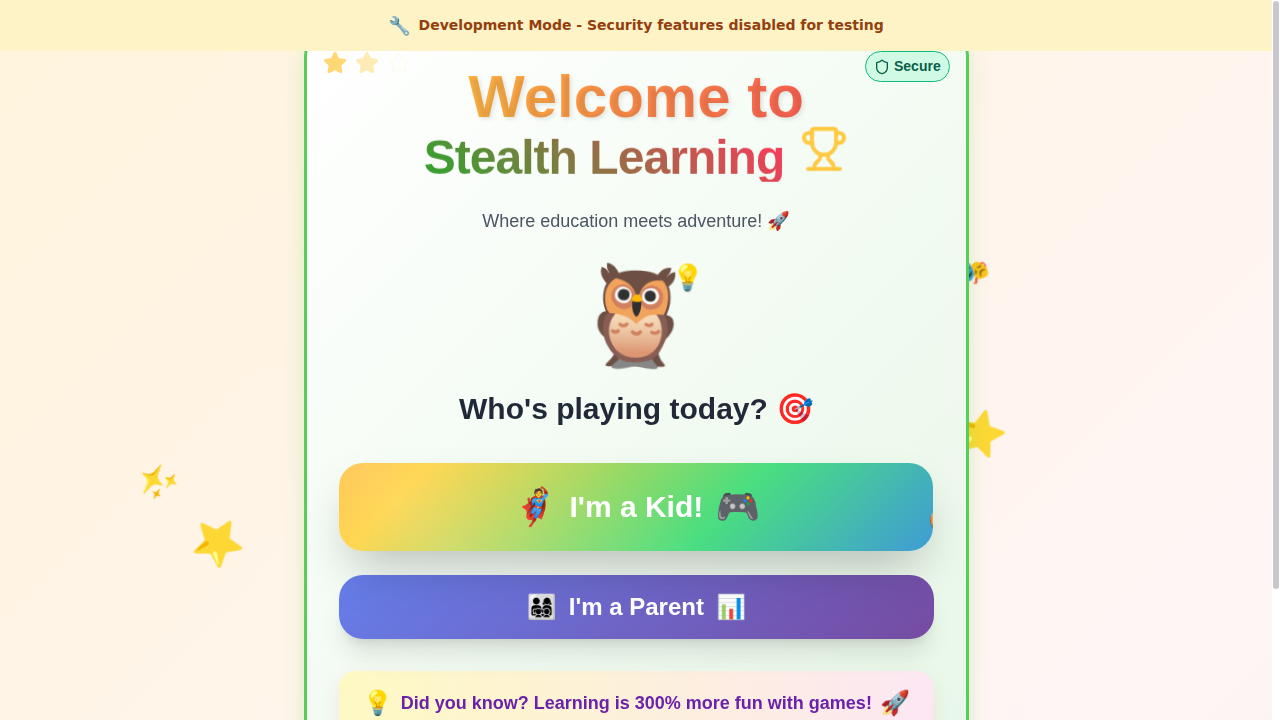 🔧 Development Mode - Security features disabled for testing
Secure
Welcome to
Stealth Learning
Where education meets adventure! 🚀
Who's playing today? 🎯
🦸 I'm a Kid! 🎮
👨‍👩‍👧‍👦 I'm a Parent 📊
💡 Did you know? Learning is 300% more fun with games! 🚀